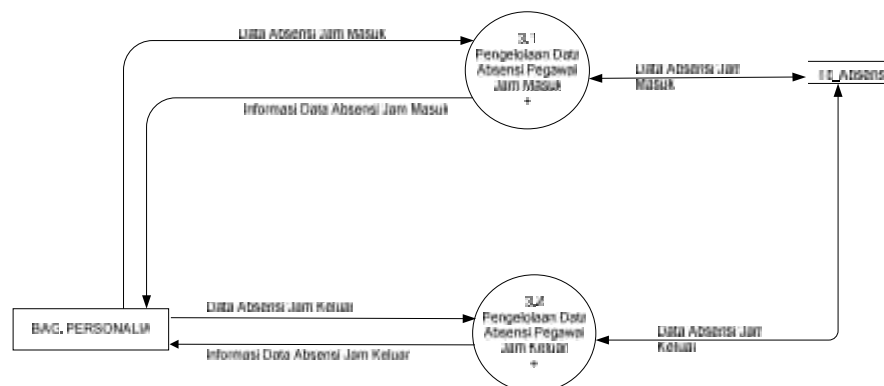 Data Absensi Jam Masuk
3.1
Pengelolaan Data
Absensi Pegawai
Jam Masuk
+
Data Absensi Jam
Masuk
Informasi Data Absensi Jam Masuk
BAG. PERSONALIA
Data Absensi Jam Keluar
Pengelolaan Data
Absensi Pegawai
Jam Keluar
+
Data Absensi Jam
Keluar
Informasi Data Absensi Jam Keluar